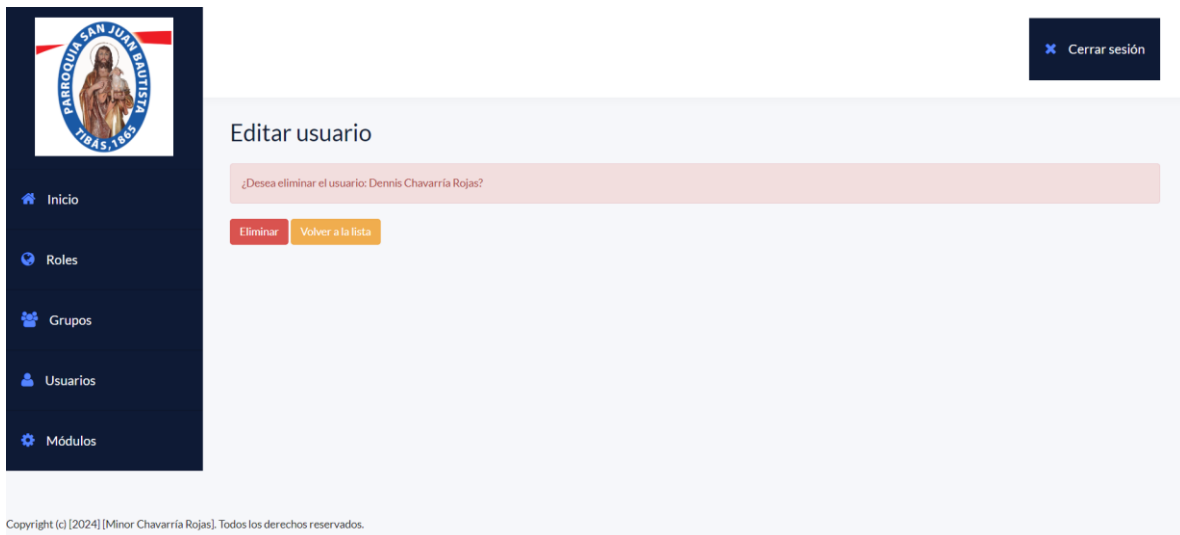 PARROQUIA SAN JUAN BAUTISTA
TIBÁS, 1865
Cerrar sesión
Editar usuario
¿Desea eliminar el usuario: Dennis Chavarría Rojas?
Eliminar
Volver a la lista
Inicio
Roles
Grupos
Usuarios
Módulos
Copyright (c) [2024] [Minor Chavarría Rojas]. Todos los derechos reservados.